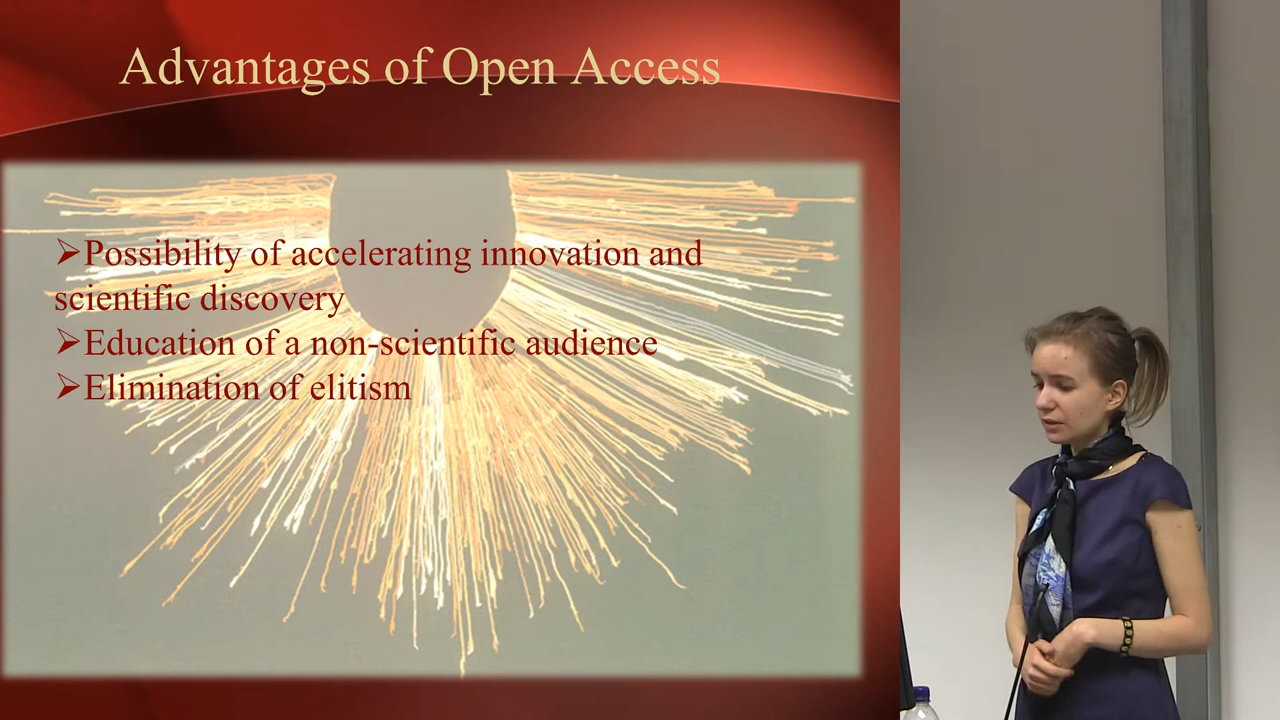 Advantages of Open Access
➢Possibility of accelerating innovation and
scientific discovery
➢Education of a non-scientific audience
➢Elimination of elitism